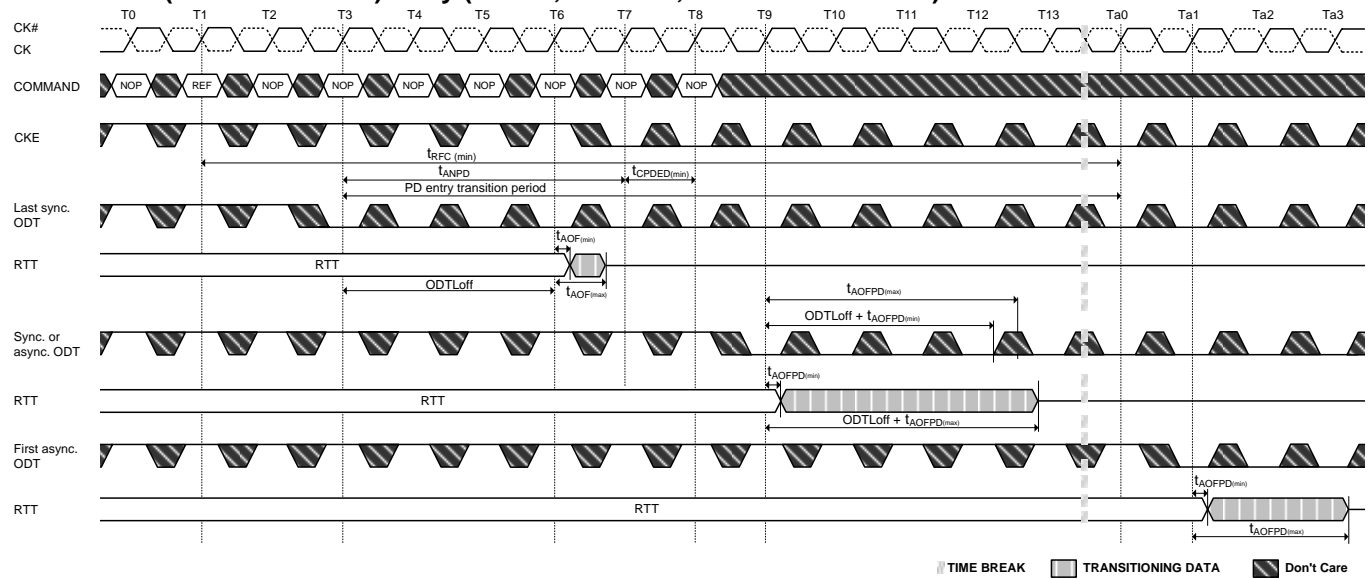 T0 T1 T2 T3 T4 T5 T6 T7 T8 T9 T10 T11 T12 T13 Ta0 Ta1 Ta2 Ta3
CK#
CK
COMMAND NOP REF NOP NOP NOP NOP NOP NOP NOP
CKE
tRFC (min)
tANPD tCPDED(min)
PD entry transition period
Last sync.
ODT
tAOF(min)
RTT RTT
ODTLoff tAOF(max)
tAOFPD(max)
ODTLoff + tAOFPD(min)
Sync. or
async. ODT
tAOFPD(min)
RTT RTT
ODTLoff + tAOFPD(max)
First async.
ODT
tAOFPD(min)
RTT RTT
tAOFPD(max)
TIME BREAK TRANSITIONING DATA Don't Care